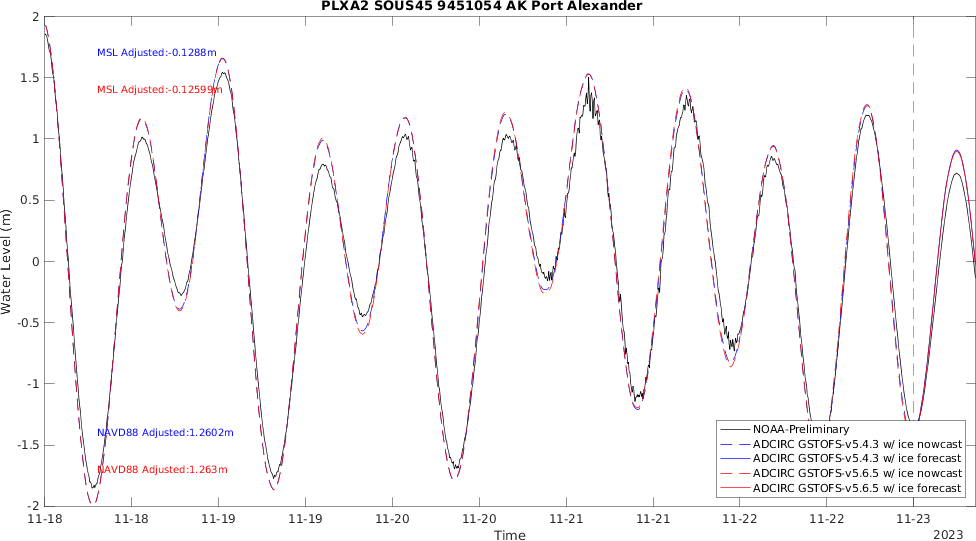 PLXA2 SOUS45 9451054 AK Port Alexander
2
1.5
1
0.5
0
-0.5
-1
-1.5
-2
Water Level (m)
MSL Adjusted:-0.1288m
MSL Adjusted:-0.12599m
NAVD88 Adjusted:1.2602m
NAVD88 Adjusted:1.263m
NOAA-Preliminary
ADCIRC GSTOFS-v5.4.3 w/ ice nowcast
ADCIRC GSTOFS-v5.4.3 w/ ice forecast
ADCIRC GSTOFS-v5.6.5 w/ ice nowcast
ADCIRC GSTOFS-v5.6.5 w/ ice forecast
11-18 11-18 11-19 11-19 11-20 11-20 11-21 11-21 11-22 11-22 11-23
Time
2023